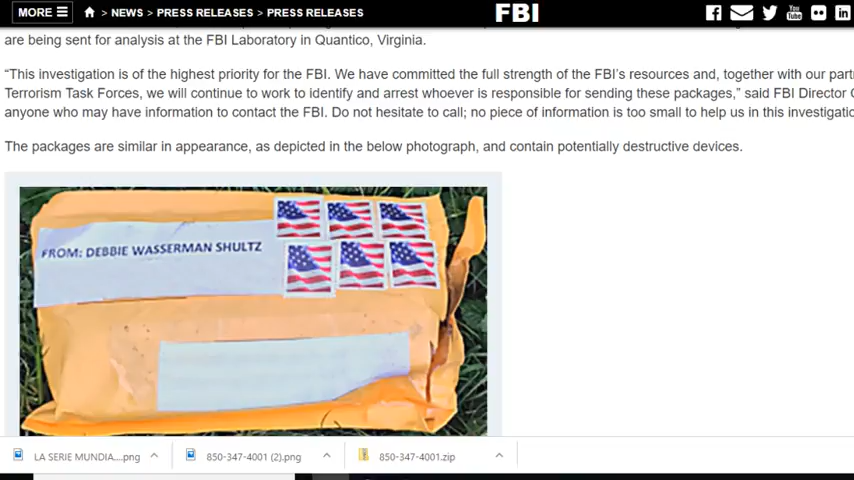 MORE ☰ > NEWS > PRESS RELEASES > PRESS RELEASES FBI
are being sent for analysis at the FBI Laboratory in Quantico, Virginia.
“This investigation is of the highest priority for the FBI. We have committed the full strength of the FBI’s resources and, together with our
Terrorism Task Forces, we will continue to work to identify and arrest whoever is responsible for sending these packages,” said FBI Director
anyone who may have information to contact the FBI. Do not hesitate to call; no piece of information is too small to help us in this
The packages are similar in appearance, as depicted in the below photograph, and contain potentially destructive devices.
FROM: DEBBIE WASSERMAN SHULTZ
LA SERIE MUNDIA....png 850-347-4001 (2).png 850-347-4001.zip